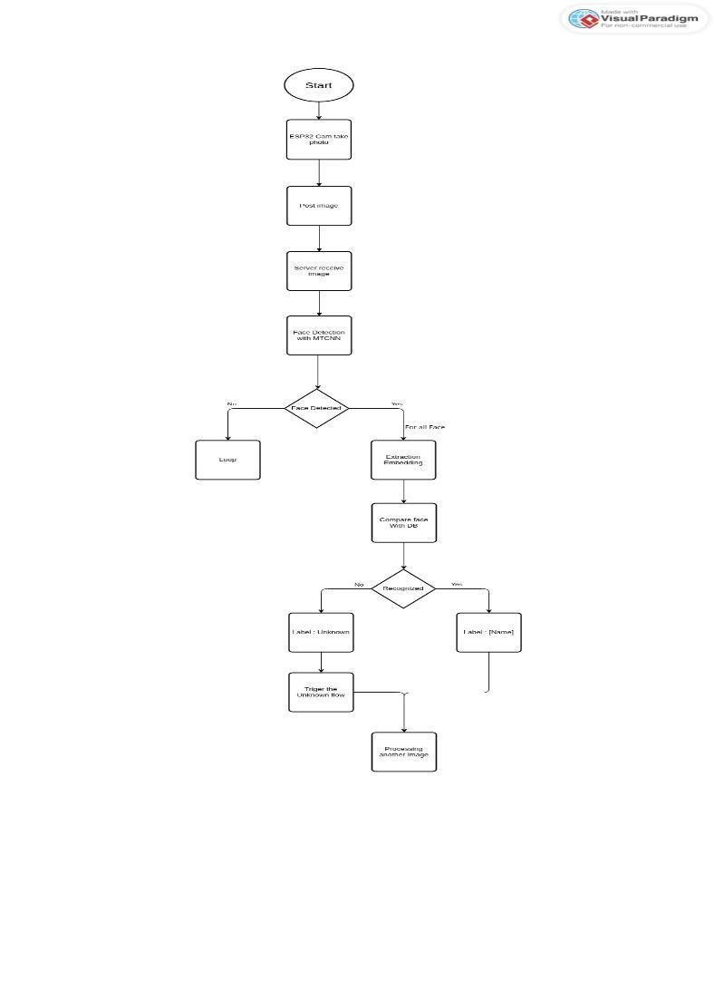 Made with
VisualParadigm
For non-commercial use
Start
ESP32 Cam take
photo
Post image
Server receive
image
Face Detection
with MTCNN
Face Detected
No
Yes
For all Face
Loop
Extraction
Embedding
Compare face
With DB
Recognized
No
Yes
Label : Unknown
Label : [Name]
Triger the
Unknown flow
Processing
another image